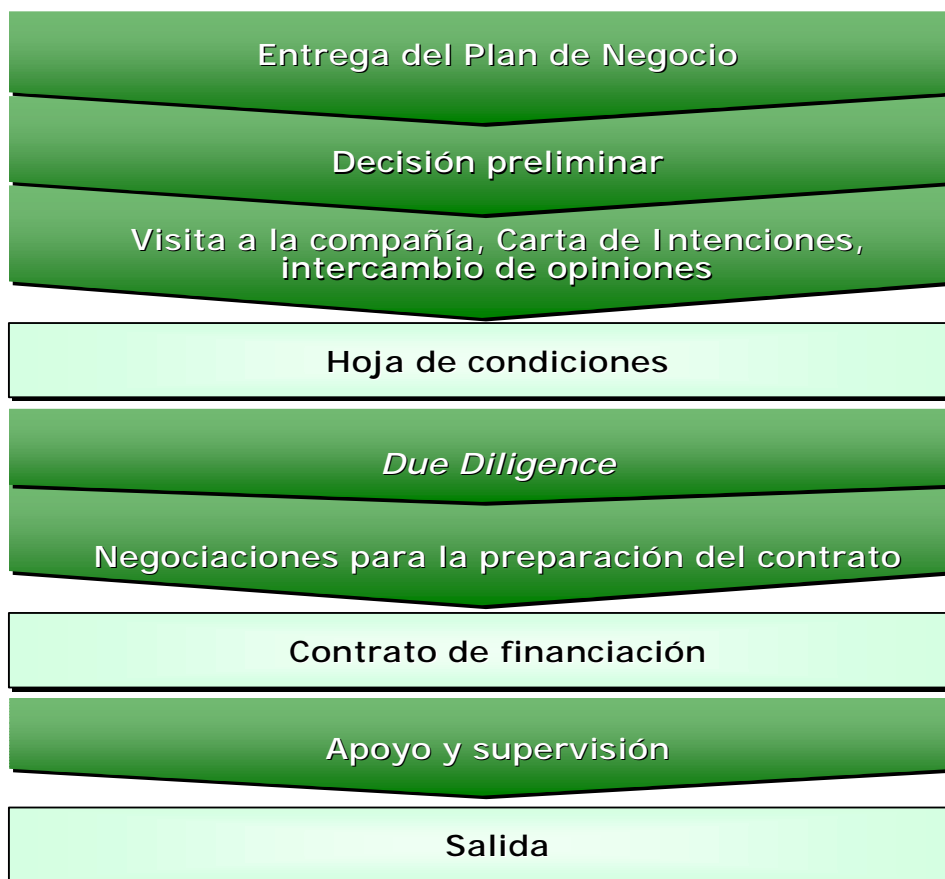 Entrega del Plan de Negocio
Decisión preliminar
Visita a la compañía, Carta de Intenciones,
intercambio de opiniones
Hoja de condiciones
Due Diligence
Negociaciones para la preparación del contrato
Contrato de financiación
Apoyo y supervisión
Salida